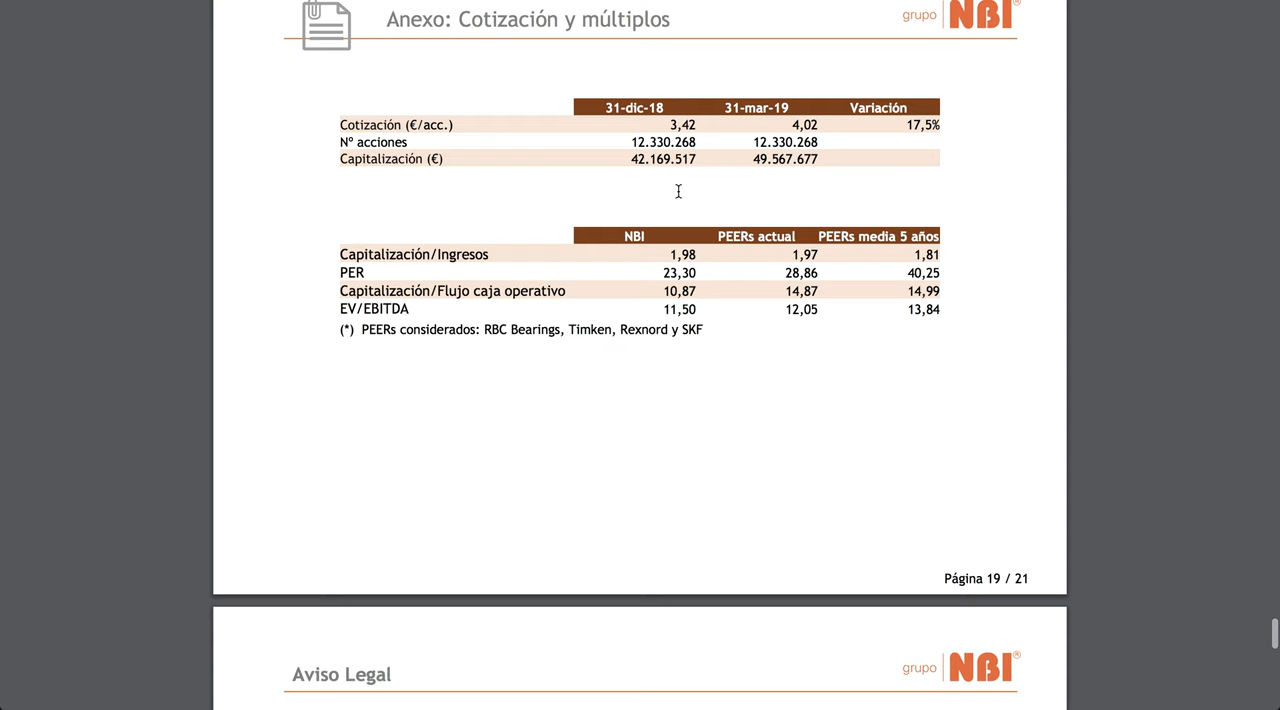 Anexo: Cotización y múltiplos
grupo NBI®
31-dic-18 31-mar-19 Variación
Cotización (€/acc.) 3,42 4,02 17,5%
Nº acciones 12.330.268 12.330.268
Capitalización (€) 42.169.517 49.567.677
NBI PEERs actual PEERs media 5 años
Capitalización/Ingresos 1,98 1,97 1,81
PER 23,30 28,86 40,25
Capitalización/Flujo caja operativo 10,87 14,87 14,99
EV/EBITDA 11,50 12,05 13,84
(*) PEERs considerados: RBC Bearings, Timken, Rexnord y SKF
Página 19 / 21
Aviso Legal
grupo NBI®